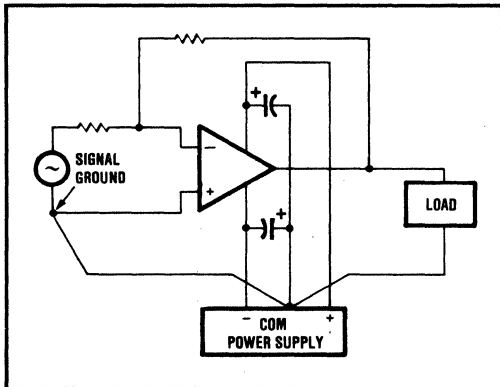 +
SIGNAL
GROUND
~
−
+
+
LOAD
− COM +
POWER SUPPLY